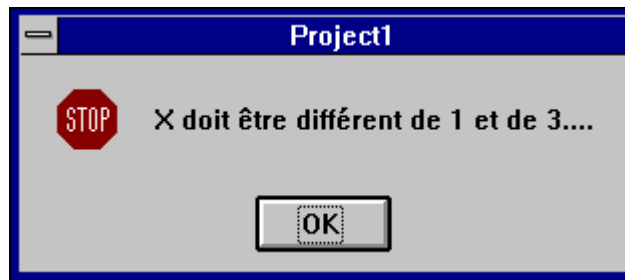 Project1
STOP
X doit être différent de 1 et de 3....
OK